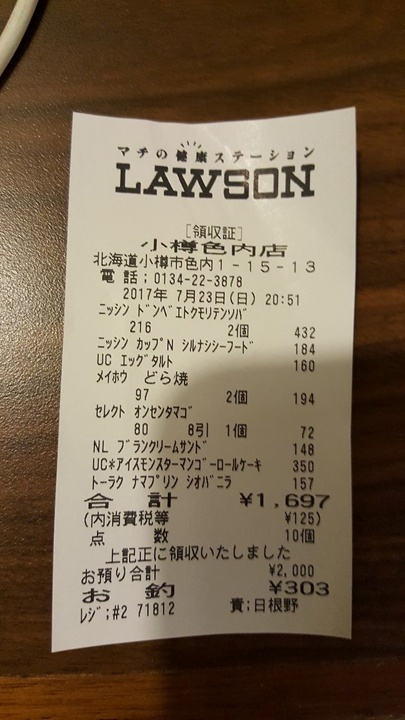 マチの健康ステーション
LAWSON
[領収証]
小樽色内店
北海道小樽市色内1-15-13
電 話;0134-22-3878
2017年 7月23日(日) 20:51
ニッシン ドンベエトクモリテンソバ
216 2個 432
ニッシン カップN シルナシシーフード 184
UC エッグタルト 160
メイホウ どら焼
97 2個 194
セレクト オンセンタマゴ
80 8引 1個 72
NL ブランクリームサンド 148
UC*アイスモンスターマンゴーロールケーキ 350
トーラク ナマプリン シオバニラ 157
合 計 ¥1,697
(内消費税等 ¥125)
点 数 10個
上記正に領収いたしました
お預り合計 ¥2,000
お 釣 ¥303
レジ;#2 71812 責;日根野